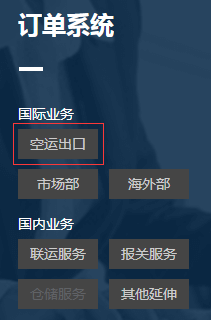 订单系统
国际业务
空运出口
市场部 海外部
国内业务
联运服务 报关服务
仓储服务 其他延伸